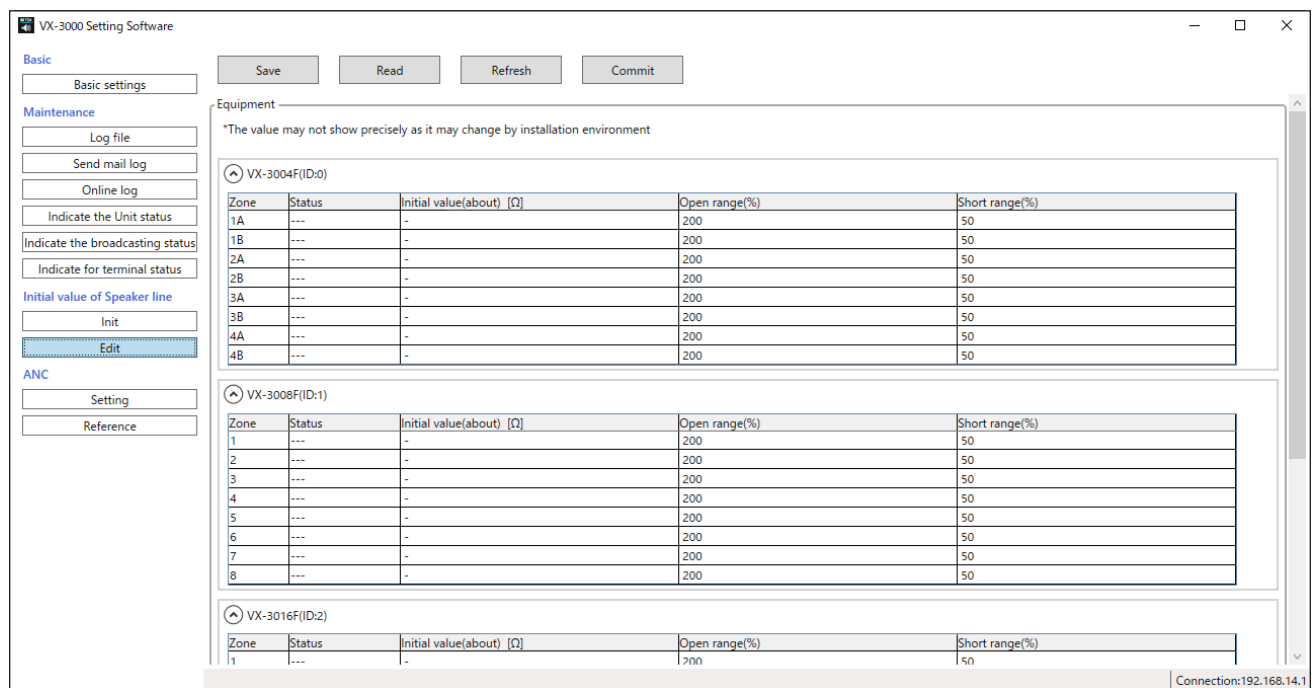 VX-3000 Setting Software
Basic
Basic settings
Maintenance
Log file
Send mail log
Online log
Indicate the Unit status
Indicate the broadcasting status
Indicate for terminal status
Initial value of Speaker line
Init
Edit
ANC
Setting
Reference
Save Read Refresh Commit
Equipment
*The value may not show precisely as it may change by installation environment
VX-3004F(ID:0)
Zone Status Initial value(about) [Ω] Open range(%) Short range(%)
1A --- - 200 50
1B --- - 200 50
2A --- - 200 50
2B --- - 200 50
3A --- - 200 50
3B --- - 200 50
4A --- - 200 50
4B --- - 200 50
VX-3008F(ID:1)
Zone Status Initial value(about) [Ω] Open range(%) Short range(%)
1 --- - 200 50
2 --- - 200 50
3 --- - 200 50
4 --- - 200 50
5 --- - 200 50
6 --- - 200 50
7 --- - 200 50
8 --- - 200 50
VX-3016F(ID:2)
Zone Status Initial value(about) [Ω] Open range(%) Short range(%)
1 --- - 200 50
Connection:192.168.14.1